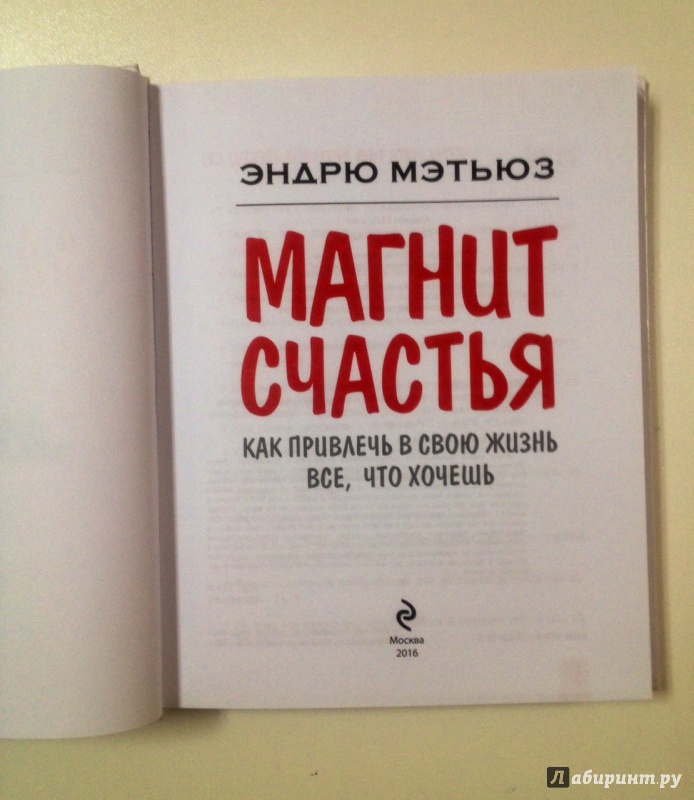 ЭНДРЮ МЭТЬЮЗ
МАГНИТ
СЧАСТЬЯ
КАК ПРИВЛЕЧЬ В СВОЮ ЖИЗНЬ
ВСЕ, ЧТО ХОЧЕШЬ
Москва
2016
Лабиринт.ру